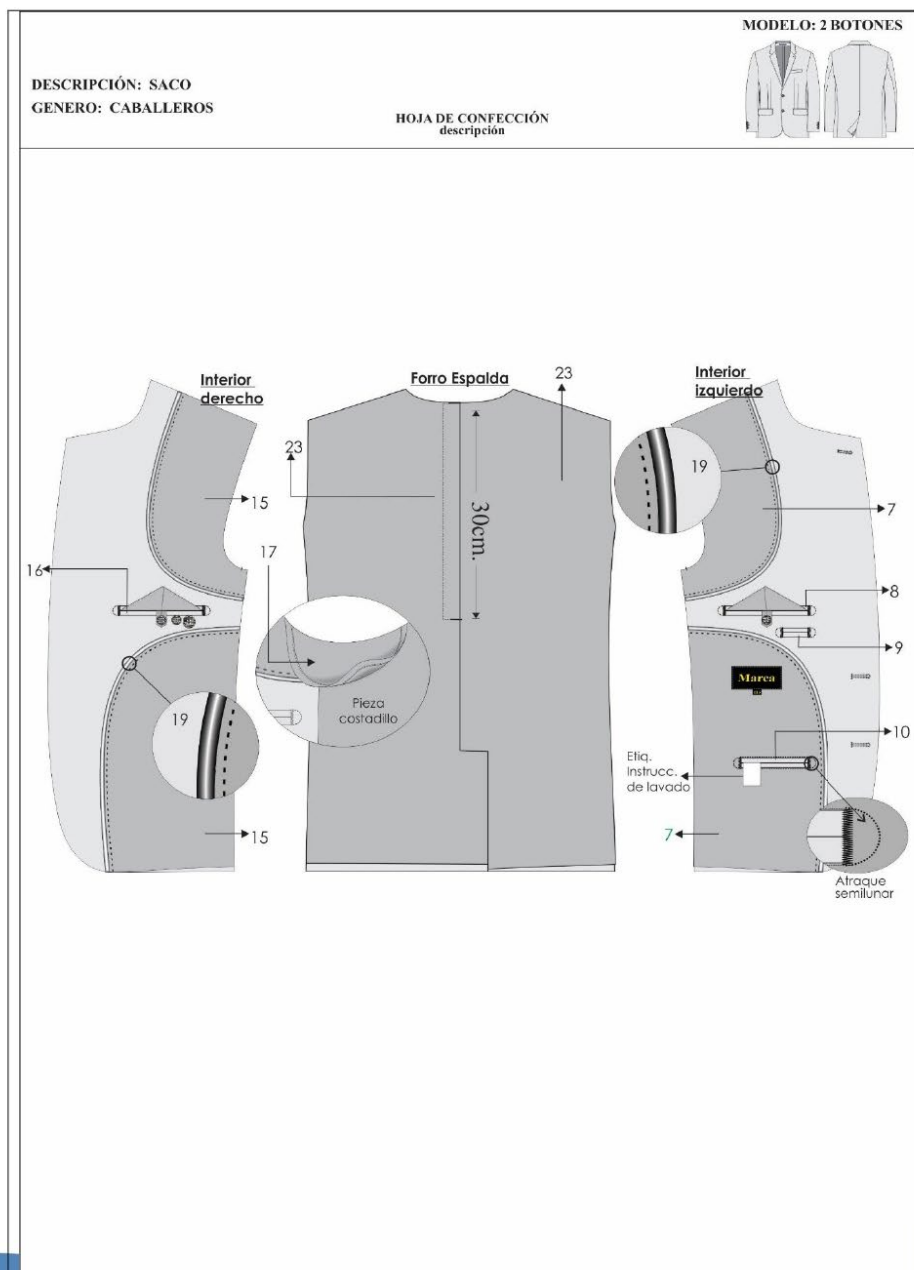 MODELO: 2 BOTONES
DESCRIPCIÓN: SACO
GENERO: CABALLEROS
HOJA DE CONFECCIÓN
descripción
Interior
derecho
Forro Espalda
23
Interior
izquierdo
23
19
15
30cm.
7
17
16
8
9
Marca
Pieza
costadillo
19
10
Etiq.
Instrucc.
de lavado
15
7
Atraque
semilunar